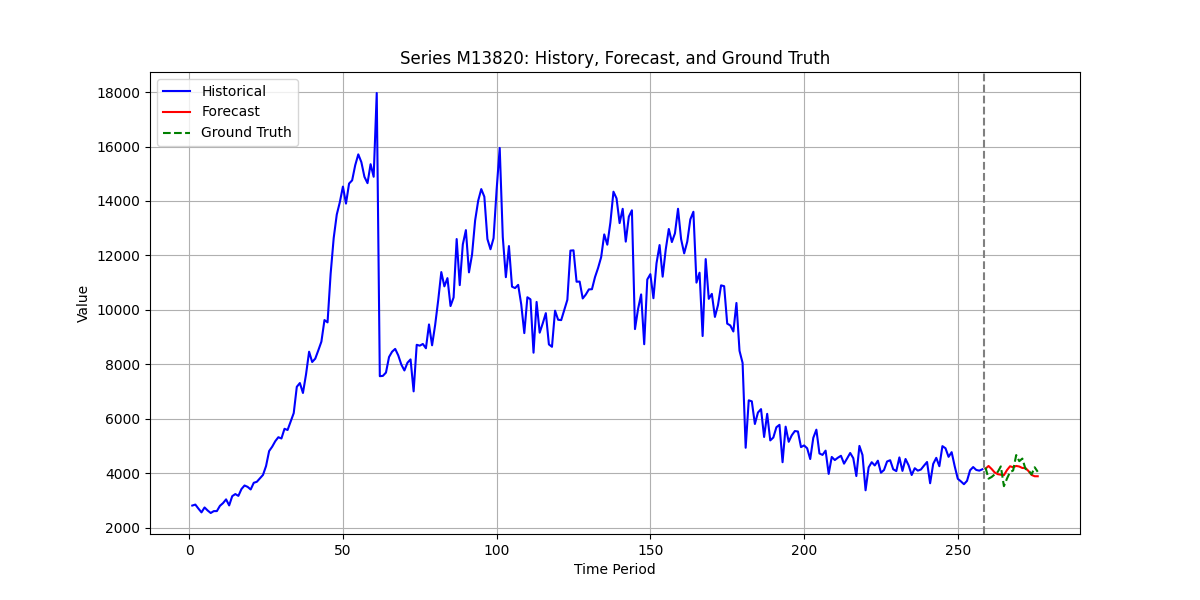 Series M13820: History, Forecast, and Ground Truth
Historical
Forecast
Ground Truth
18000
16000
14000
12000
10000
8000
6000
4000
2000
Value
0
50
100
150
200
250
Time Period